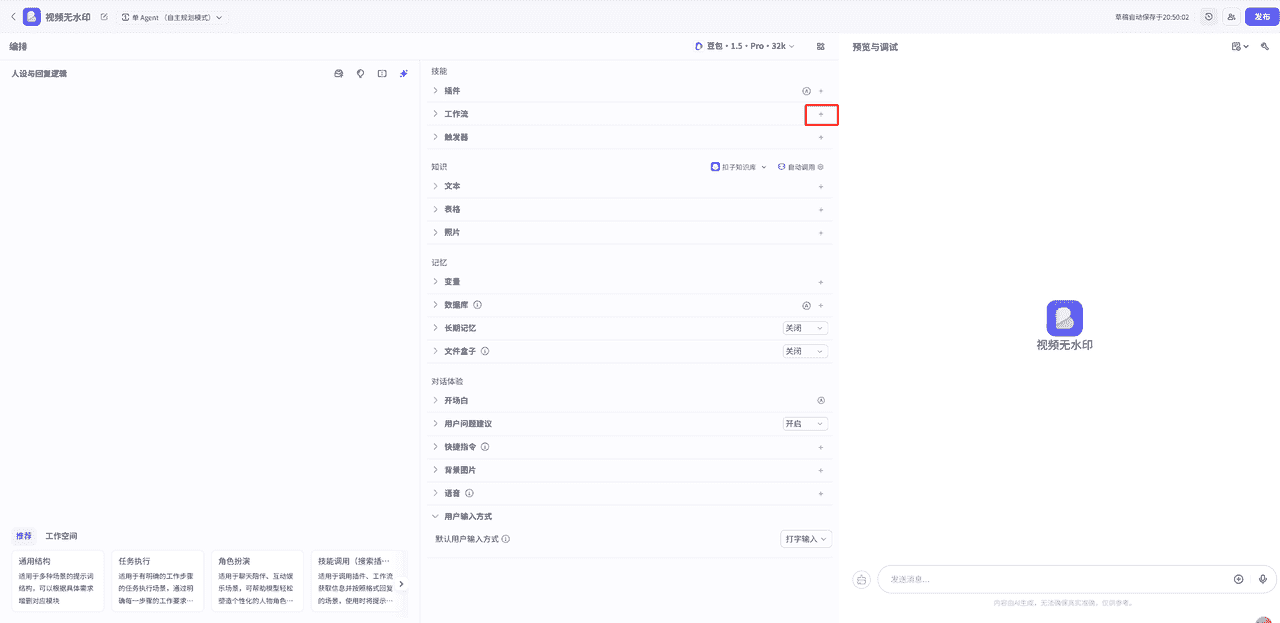 视频无水印
单 Agent （自主规划模式）
草稿自动保存于20:50:02
发布
编排
豆包・1.5・Pro・32k
预览与调试
人设与回复逻辑
技能
插件
工作流
触发器
知识
扣子知识库
自动调用
文本
表格
照片
记忆
变量
数据库
长期记忆
关闭
文件盒子
关闭
对话体验
开场白
用户问题建议
开启
快捷指令
背景图片
语音
用户输入方式
默认用户输入方式
打字输入
推荐
工作空间
通用结构
适用于多种场景的提示词
结构，可以根据具体需求
增删对应模块
任务执行
适用于有明确的工作步骤
的任务执行场景，通过明
确每一步骤的工作要求…
角色扮演
适用于聊天陪伴、互动娱
乐场景，可帮助模型轻松
塑造个性化的人物角色…
技能调用（搜索插…
适用于调用插件、工作流
获取信息并按照格式回复
的场景，使用时将提示…
视频无水印
发送消息...
内容由AI生成，无法确保真实准确，仅供参考。